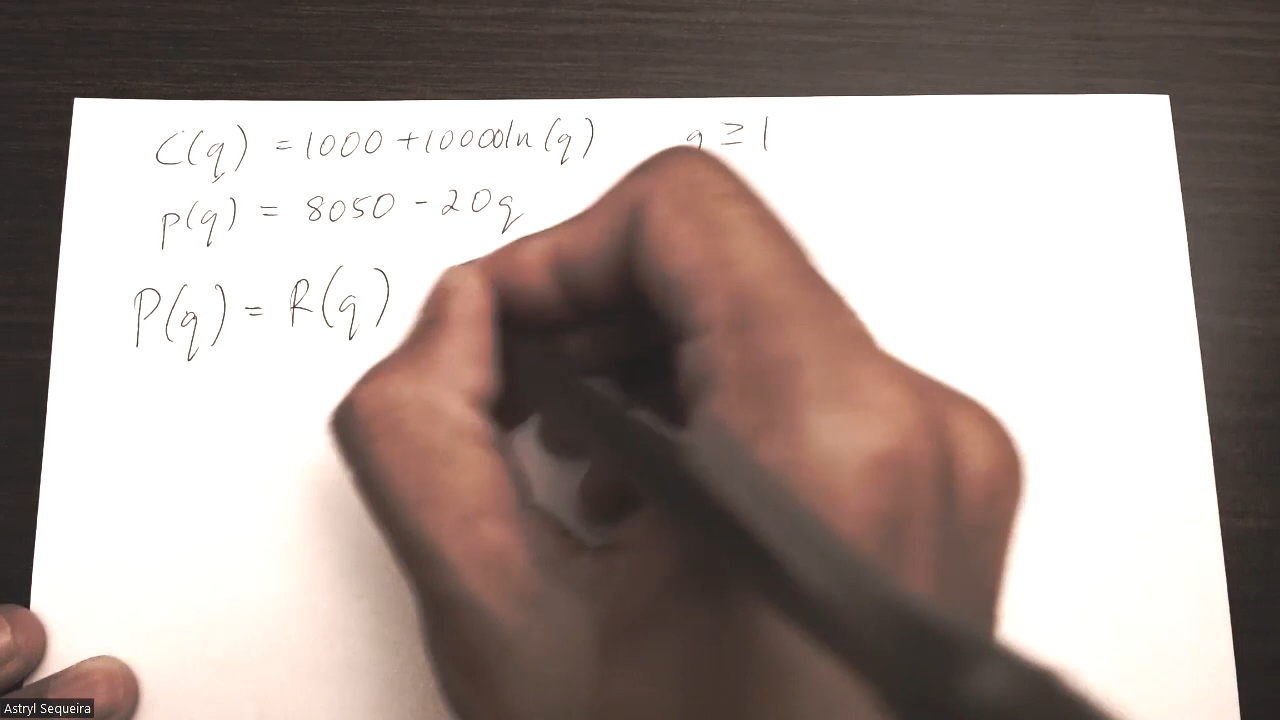 C(q) = 1000 + 10000ln(q) q ≥ 1
p(q) = 8050 - 20q
P(q) = R(q)
Astryl Sequeira